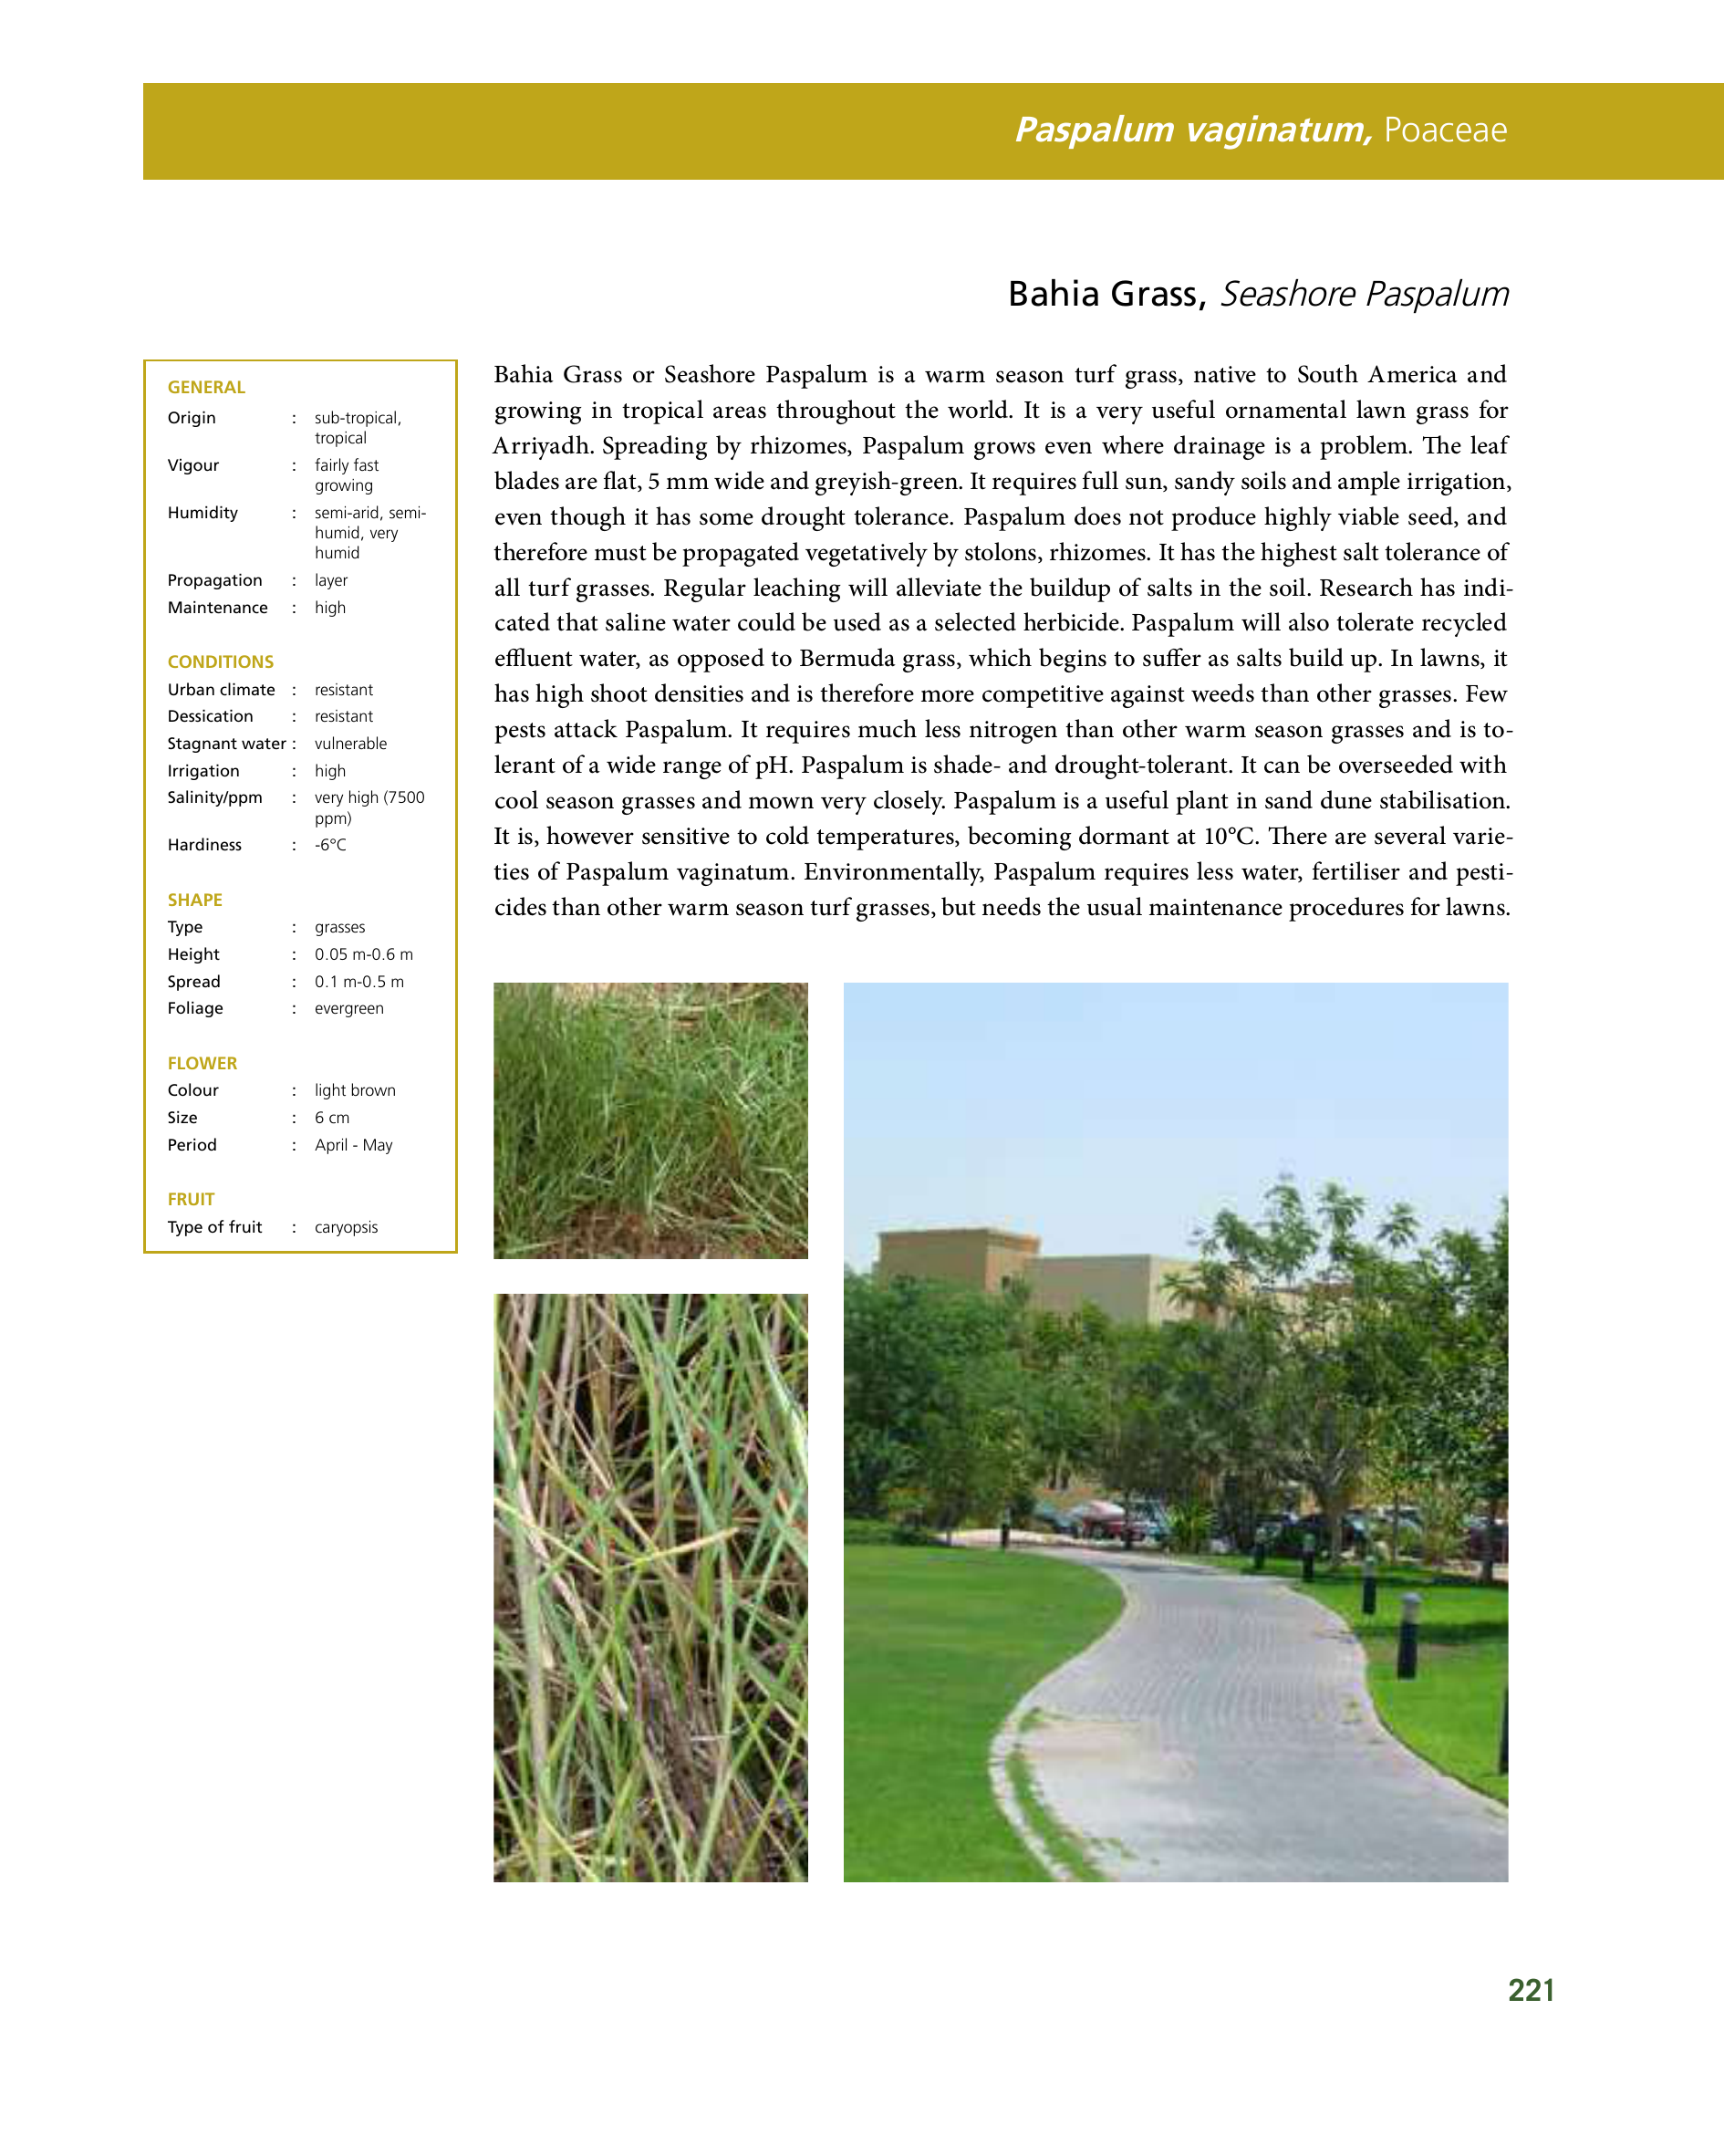 Paspalum vaginatum, Poaceae
Bahia Grass, Seashore Paspalum
GENERAL
Origin : sub-tropical,
tropical
Vigour : fairly fast
growing
Humidity : semi-arid, semi-
humid, very
humid
Propagation : layer
Maintenance : high
CONDITIONS
Urban climate : resistant
Dessication : resistant
Stagnant water : vulnerable
Irrigation : high
Salinity/ppm : very high (7500
ppm)
Hardiness : -6°C
SHAPE
Type : grasses
Height : 0.05 m-0.6 m
Spread : 0.1 m-0.5 m
Foliage : evergreen
FLOWER
Colour : light brown
Size : 6 cm
Period : April - May
FRUIT
Type of fruit : caryopsis
Bahia Grass or Seashore Paspalum is a warm season turf grass, native to South America and
growing in tropical areas throughout the world. It is a very useful ornamental lawn grass for
Arriyadh. Spreading by rhizomes, Paspalum grows even where drainage is a problem. The leaf
blades are flat, 5 mm wide and greyish-green. It requires full sun, sandy soils and ample irrigation,
even though it has some drought tolerance. Paspalum does not produce highly viable seed, and
therefore must be propagated vegetatively by stolons, rhizomes. It has the highest salt tolerance of
all turf grasses. Regular leaching will alleviate the buildup of salts in the soil. Research has indi-
cated that saline water could be used as a selected herbicide. Paspalum will also tolerate recycled
effluent water, as opposed to Bermuda grass, which begins to suffer as salts build up. In lawns, it
has high shoot densities and is therefore more competitive against weeds than other grasses. Few
pests attack Paspalum. It requires much less nitrogen than other warm season grasses and is to-
lerant of a wide range of pH. Paspalum is shade- and drought-tolerant. It can be overseeded with
cool season grasses and mown very closely. Paspalum is a useful plant in sand dune stabilisation.
It is, however sensitive to cold temperatures, becoming dormant at 10°C. There are several varie-
ties of Paspalum vaginatum. Environmentally, Paspalum requires less water, fertiliser and pesti-
cides than other warm season turf grasses, but needs the usual maintenance procedures for lawns.
221